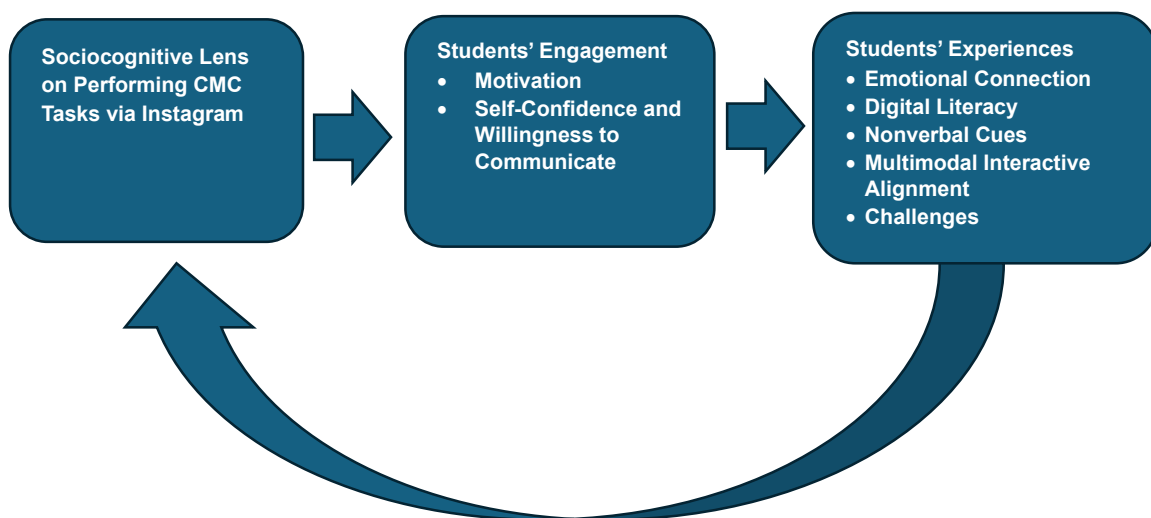 Sociocognitive Lens
on Performing CMC
Tasks via Instagram
Students’ Engagement
• Motivation
• Self-Confidence and
Willingness to
Communicate
Students’ Experiences
• Emotional Connection
• Digital Literacy
• Nonverbal Cues
• Multimodal Interactive
Alignment
• Challenges